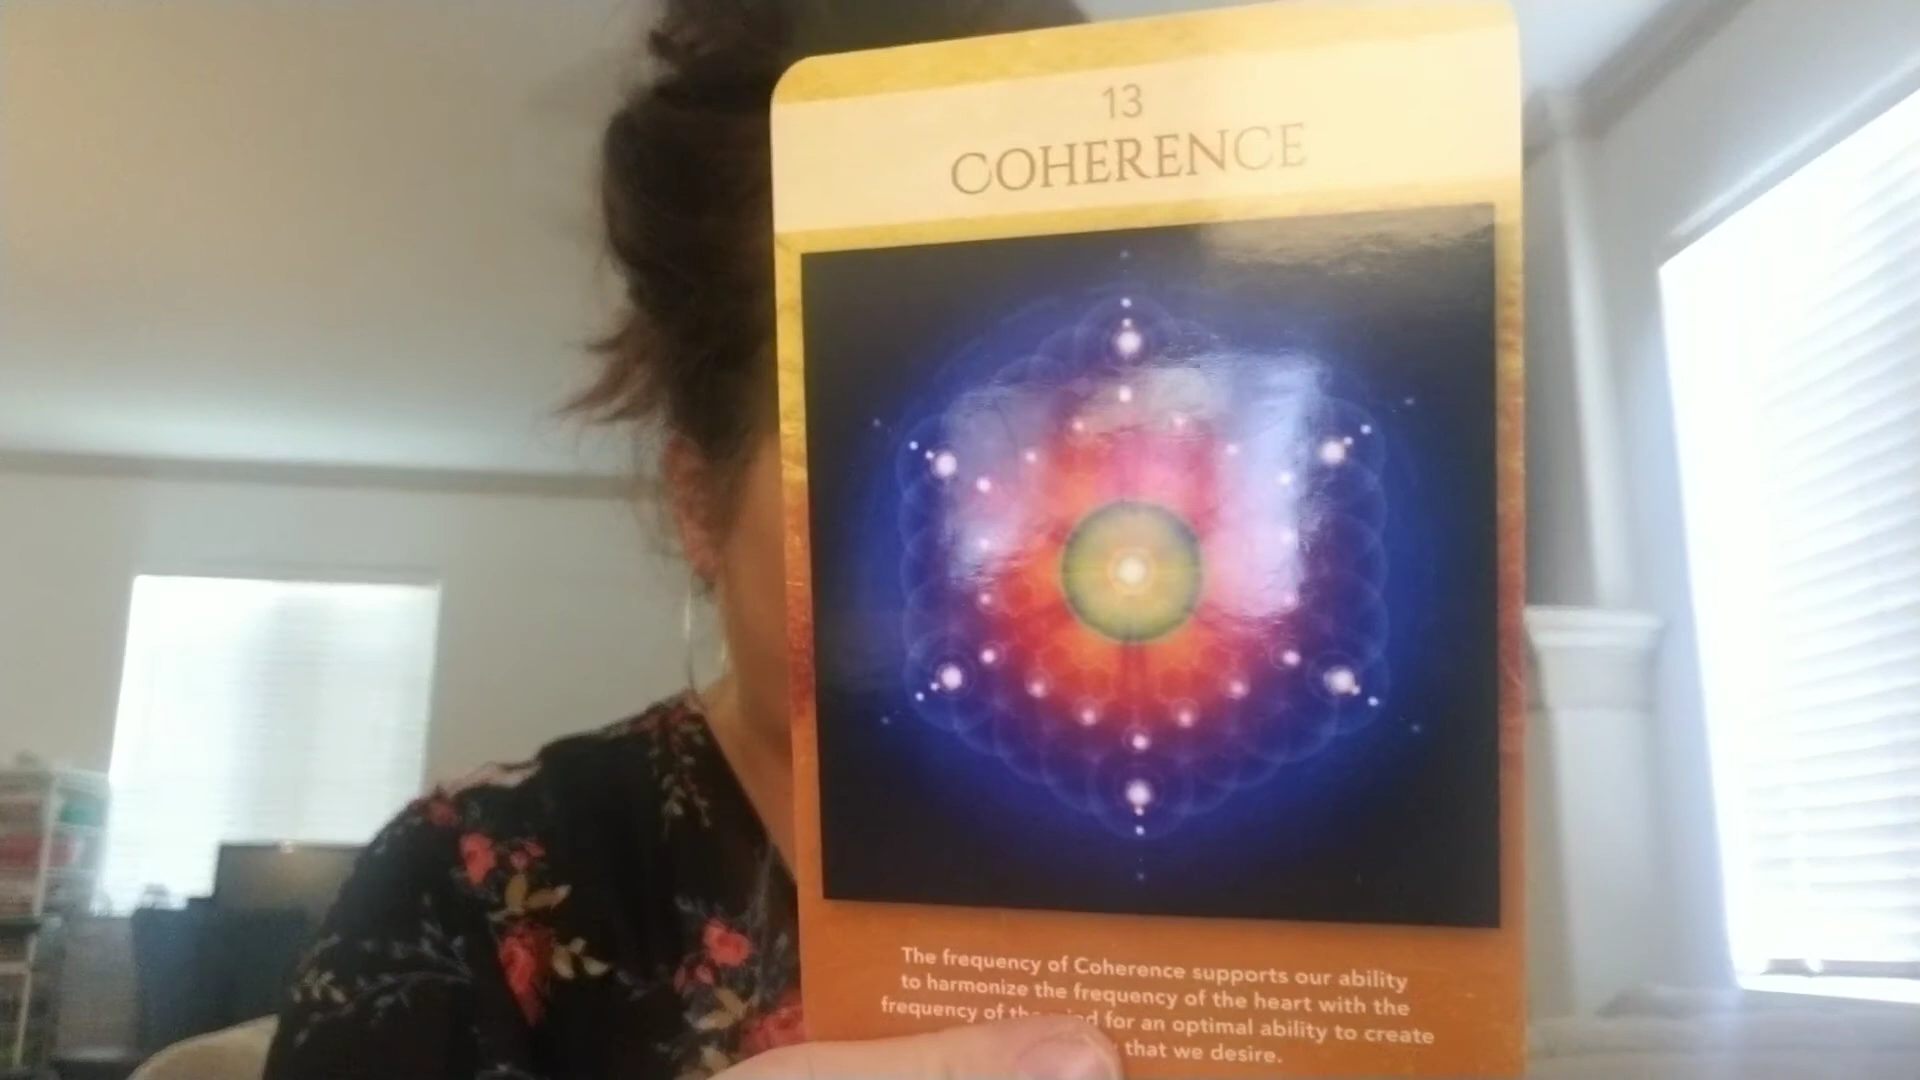 13
COHERENCE
The frequency of Coherence supports our ability
to harmonize the frequency of the heart with the
frequency of for an optimal ability to create
that we desire.